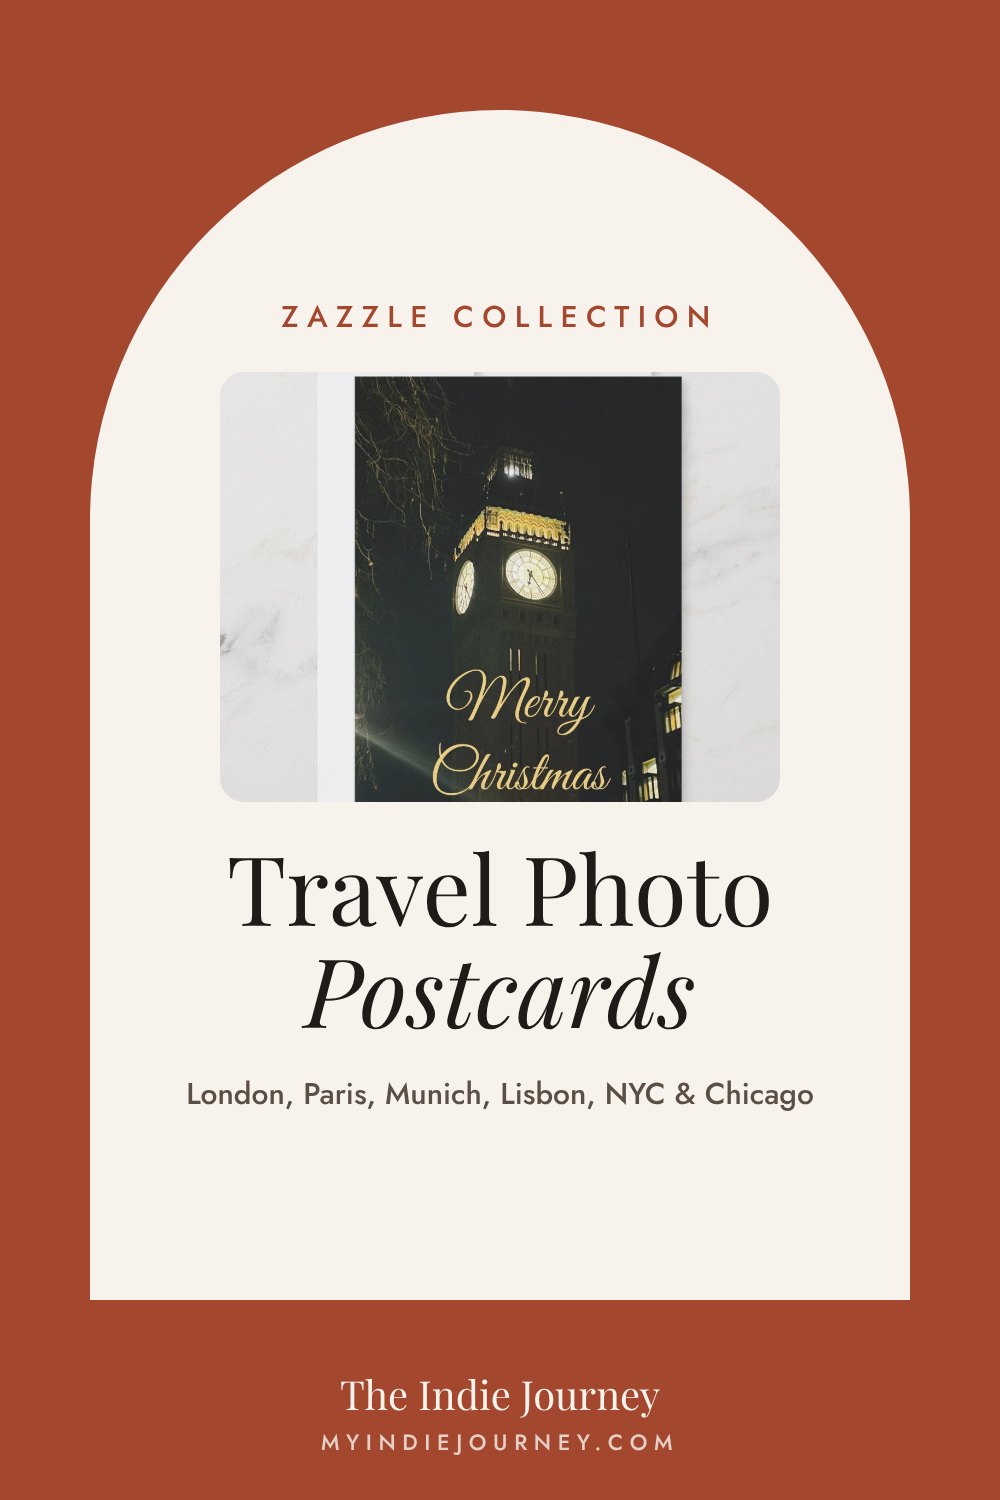 ZAZZLE COLLECTION
Merry
Christmas
Travel Photo
Postcards
London, Paris, Munich, Lisbon, NYC & Chicago
The Indie Journey
MYINDIEJOURNEY.COM